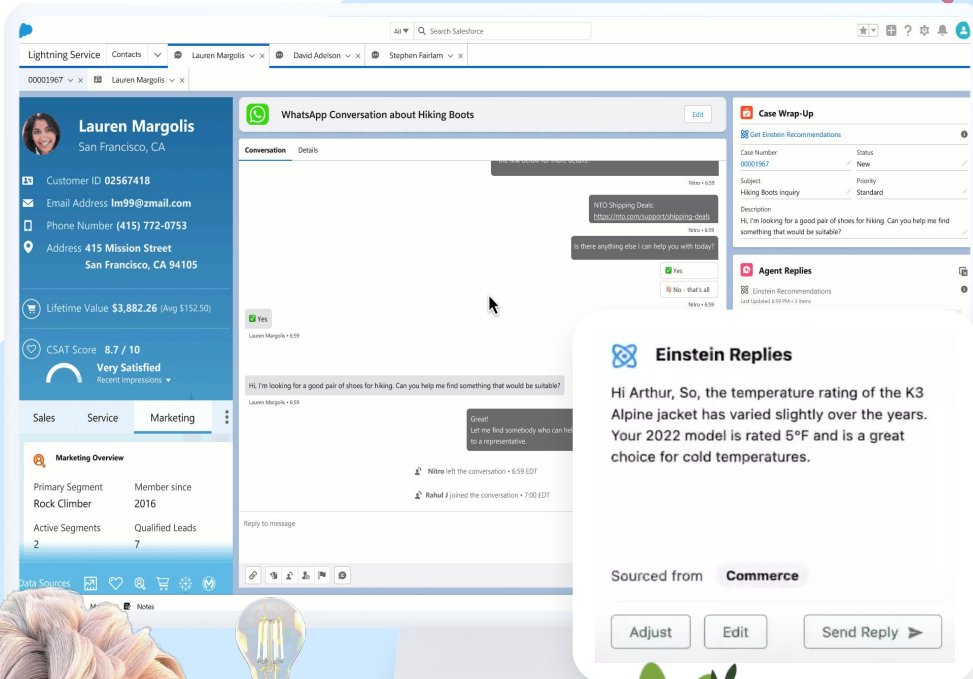 All
Search Salesforce
Lightning Service
Contacts
Lauren Margolis
David Adelson
Stephen Fairlam
00001967
Lauren Margolis
Lauren Margolis
San Francisco, CA
Customer ID 02567418
Email Address lm99@zmail.com
Phone Number (415) 772-0753
Address 415 Mission Street
San Francisco, CA 94105
Lifetime Value $3,882.26 (Avg $152.50)
CSAT Score 8.7 / 10
Very Satisfied
Recent Impressions
Sales Service Marketing
Marketing Overview
Primary Segment Member since
Rock Climber 2016
Active Segments Qualified Leads
2 7
Data Sources
Notes
WhatsApp Conversation about Hiking Boots
Edit
Conversation Details
Nitro • 6:59
NTO Shipping Deals:
https://nto.com/support/shipping-deals
Nitro • 6:59
Is there anything else I can help you with today?
Yes
No - that's all
Nitro • 6:59
Yes
Lauren Margolis • 6:59
Hi, I'm looking for a good pair of shoes for hiking. Can you help me find something that would be suitable?
Lauren Margolis • 6:59
Great!
Let me find somebody who can hel
to a representative.
Nitro left the conversation • 6:59 EDT
Rahul J joined the conversation • 7:00 EDT
Reply to message
Case Wrap-Up
Get Einstein Recommendations
Case Number Status
00001967 New
Subject Priority
Hiking Boots inquiry Standard
Description
Hi, I'm looking for a good pair of shoes for hiking. Can you help me find
something that would be suitable?
Agent Replies
Einstein Recommendations
Last Updated 6:59 PM • 3 items
Einstein Replies
Hi Arthur, So, the temperature rating of the K3
Alpine jacket has varied slightly over the years.
Your 2022 model is rated 5°F and is a great
choice for cold temperatures.
Sourced from Commerce
Adjust Edit Send Reply